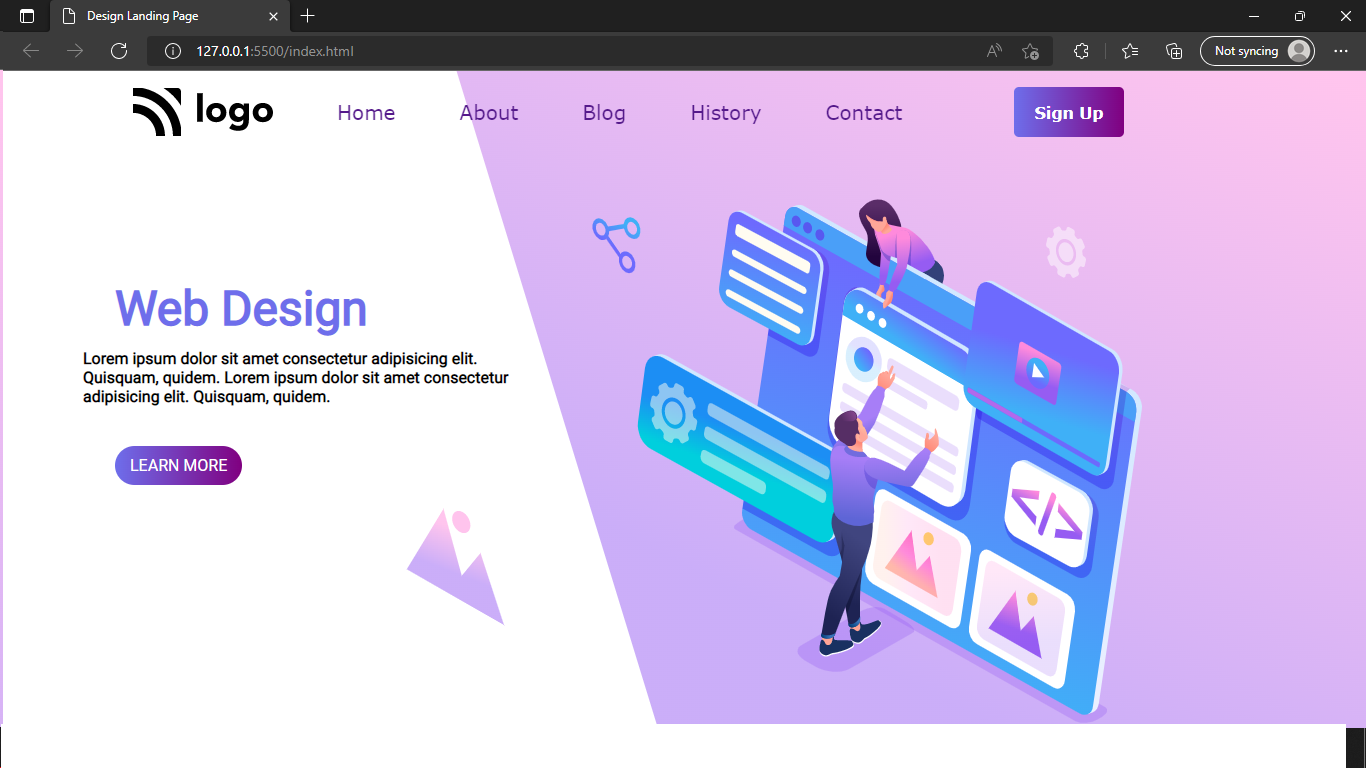 Design Landing Page
127.0.0.1:5500/index.html
Not syncing
logo
Home
About
Blog
History
Contact
Sign Up
Web Design
Lorem ipsum dolor sit amet consectetur adipisicing elit.
Quisquam, quidem. Lorem ipsum dolor sit amet consectetur
adipisicing elit. Quisquam, quidem.
LEARN MORE